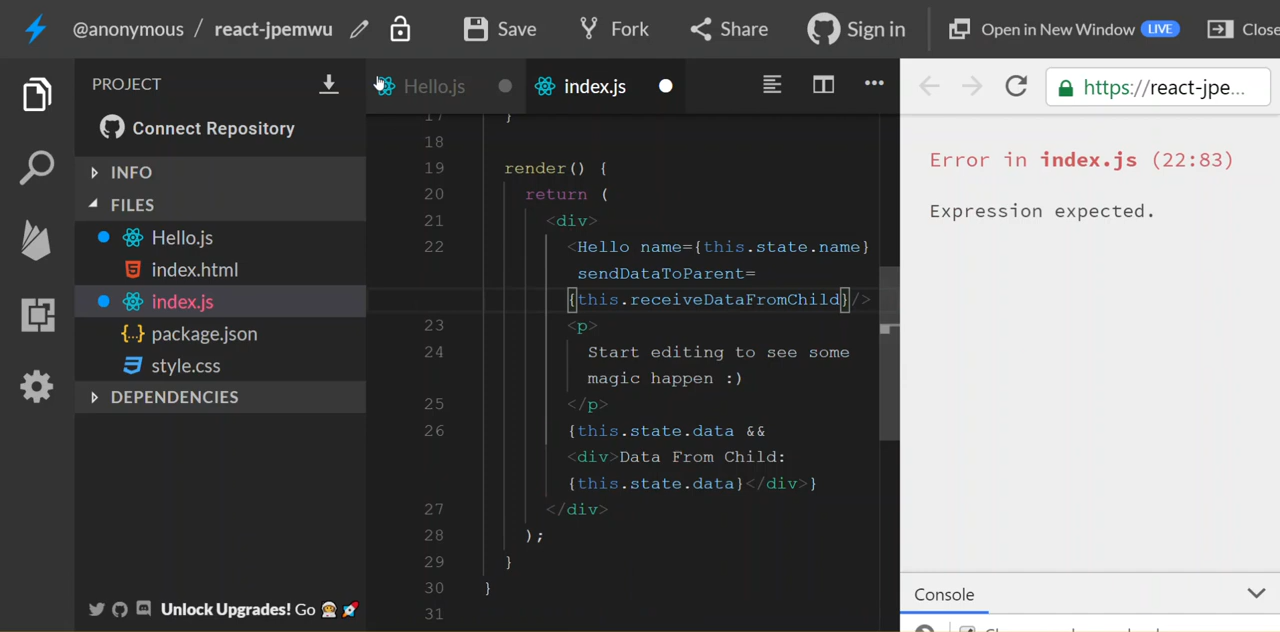 @anonymous / react-jpemwu Save Fork Share Sign in Open in New Window LIVE Close
PROJECT
Connect Repository
INFO
FILES
Hello.js
index.html
index.js
package.json
style.css
DEPENDENCIES
Unlock Upgrades! Go
Hello.js index.js
17 }
18
19 render() {
20 return (
21 <div>
22 <Hello name={this.state.name}
sendDataToParent=
{this.receiveDataFromChild}/>
23 <p>
24 Start editing to see some
magic happen :)
25 </p>
26 {this.state.data &&
<div>Data From Child:
{this.state.data}</div>}
27 </div>
28 );
29 }
30 }
31
https://react-jpe...
Error in index.js (22:83)
Expression expected.
Console